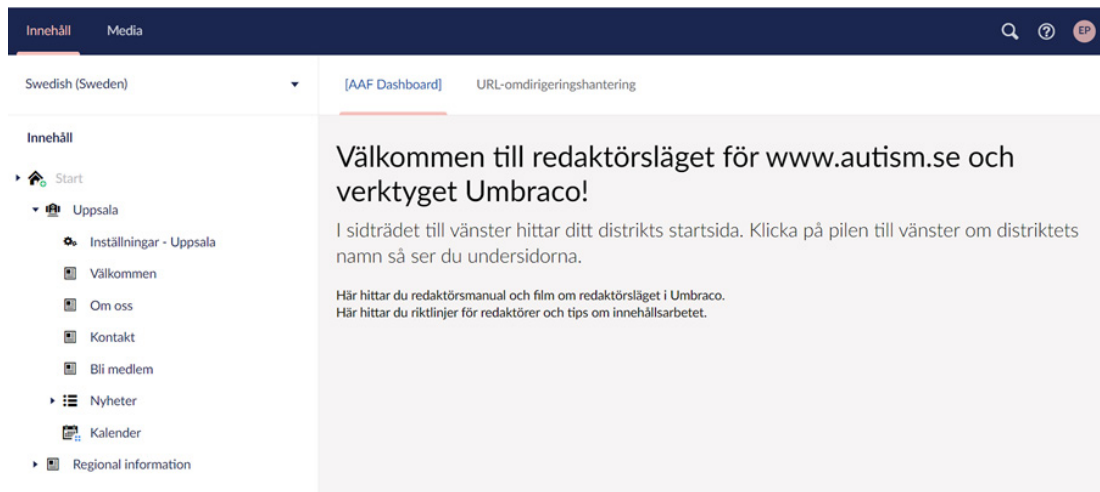 Innehåll Media EP
Swedish (Sweden)
[AAF Dashboard] URL-omdirigeringshantering
Innehåll
Start
Uppsala
Inställningar - Uppsala
Välkommen
Om oss
Kontakt
Bli medlem
Nyheter
Kalender
Regional information
Välkommen till redaktörsläget för www.autism.se och
verktyget Umbraco!
I sidträdet till vänster hittar ditt distrikts startsida. Klicka på pilen till vänster om distriktets
namn så ser du undersidorna.
Här hittar du redaktörsmanual och film om redaktörsläget i Umbraco.
Här hittar du riktlinjer för redaktörer och tips om innehållsarbetet.